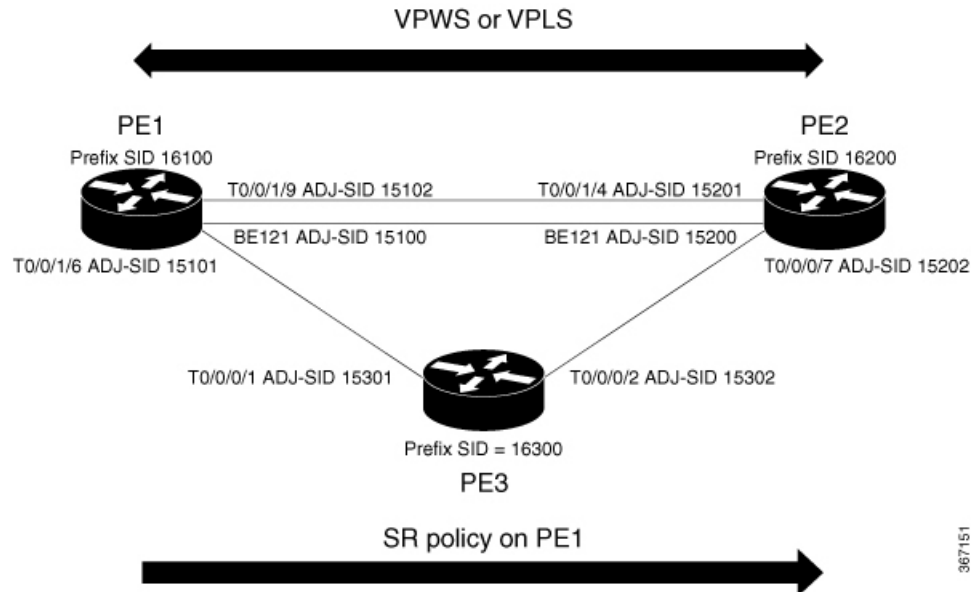 VPWS or VPLS
PE1
PE2
Prefix SID 16100
Prefix SID 16200
T0/0/1/9 ADJ-SID 15102
T0/0/1/4 ADJ-SID 15201
BE121 ADJ-SID 15100
BE121 ADJ-SID 15200
T0/0/1/6 ADJ-SID 15101
T0/0/0/7 ADJ-SID 15202
T0/0/0/1 ADJ-SID 15301
T0/0/0/2 ADJ-SID 15302
Prefix SID = 16300
PE3
SR policy on PE1
367151